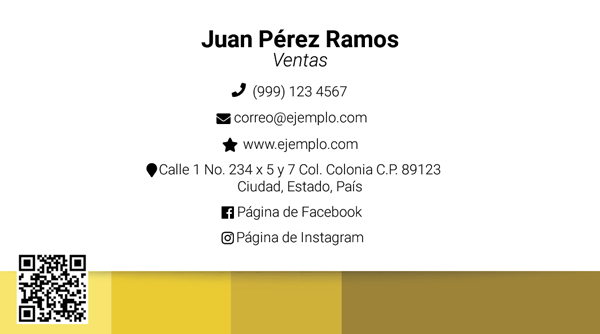 Juan Pérez Ramos
Ventas
(999) 123 4567
correo@ejemplo.com
www.ejemplo.com
Calle 1 No. 234 x 5 y 7 Col. Colonia C.P. 89123
Ciudad, Estado, País
Página de Facebook
Página de Instagram